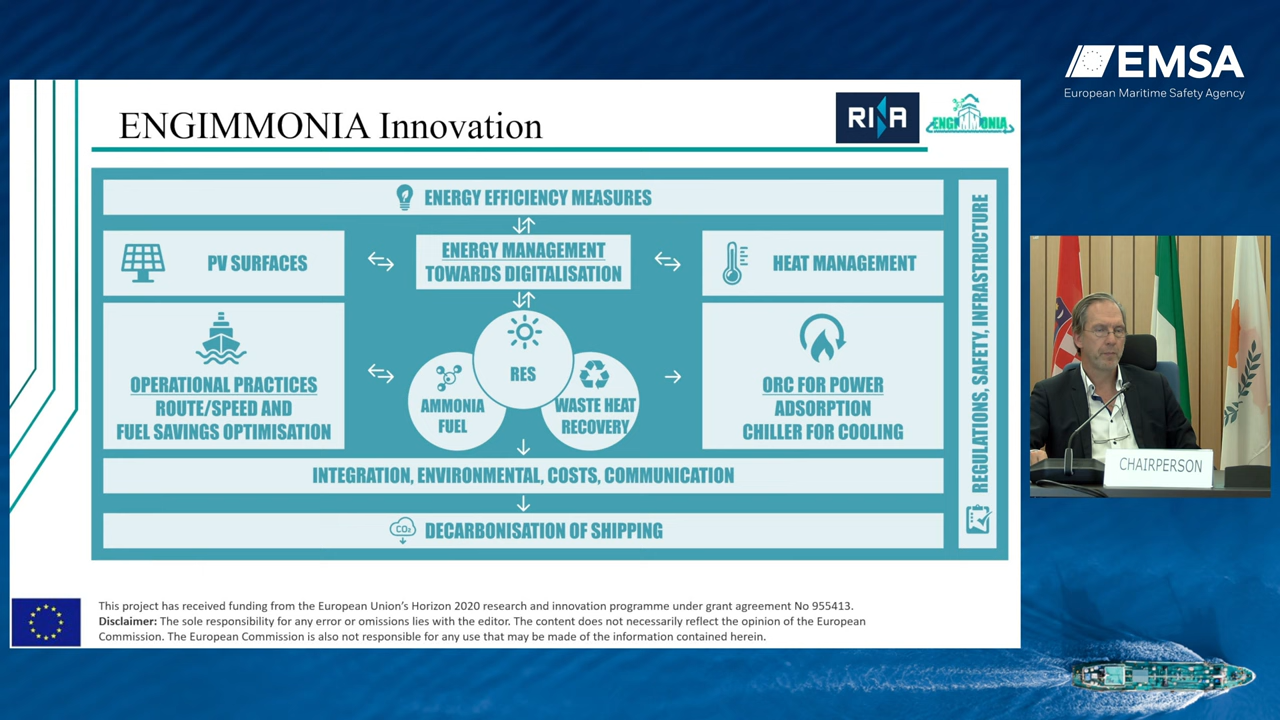 EMSA
European Maritime Safety Agency
ENGIMMONIA Innovation
RINA
ENGIMMONIA
ENERGY EFFICIENCY MEASURES
PV SURFACES
ENERGY MANAGEMENT
TOWARDS DIGITALISATION
HEAT MANAGEMENT
OPERATIONAL PRACTICES
ROUTE/SPEED AND
FUEL SAVINGS OPTIMISATION
RES
AMMONIA
FUEL
WASTE HEAT
RECOVERY
ORC FOR POWER
ADSORPTION
CHILLER FOR COOLING
REGULATIONS, SAFETY, INFRASTRUCTURE
INTEGRATION, ENVIRONMENTAL, COSTS, COMMUNICATION
CO2
DECARBONISATION OF SHIPPING
CHAIRPERSON
This project has received funding from the European Union's Horizon 2020 research and innovation programme under grant agreement No 955413.
Disclaimer: The sole responsibility for any error or omissions lies with the editor. The content does not necessarily reflect the opinion of the European
Commission. The European Commission is also not responsible for any use that may be made of the information contained herein.